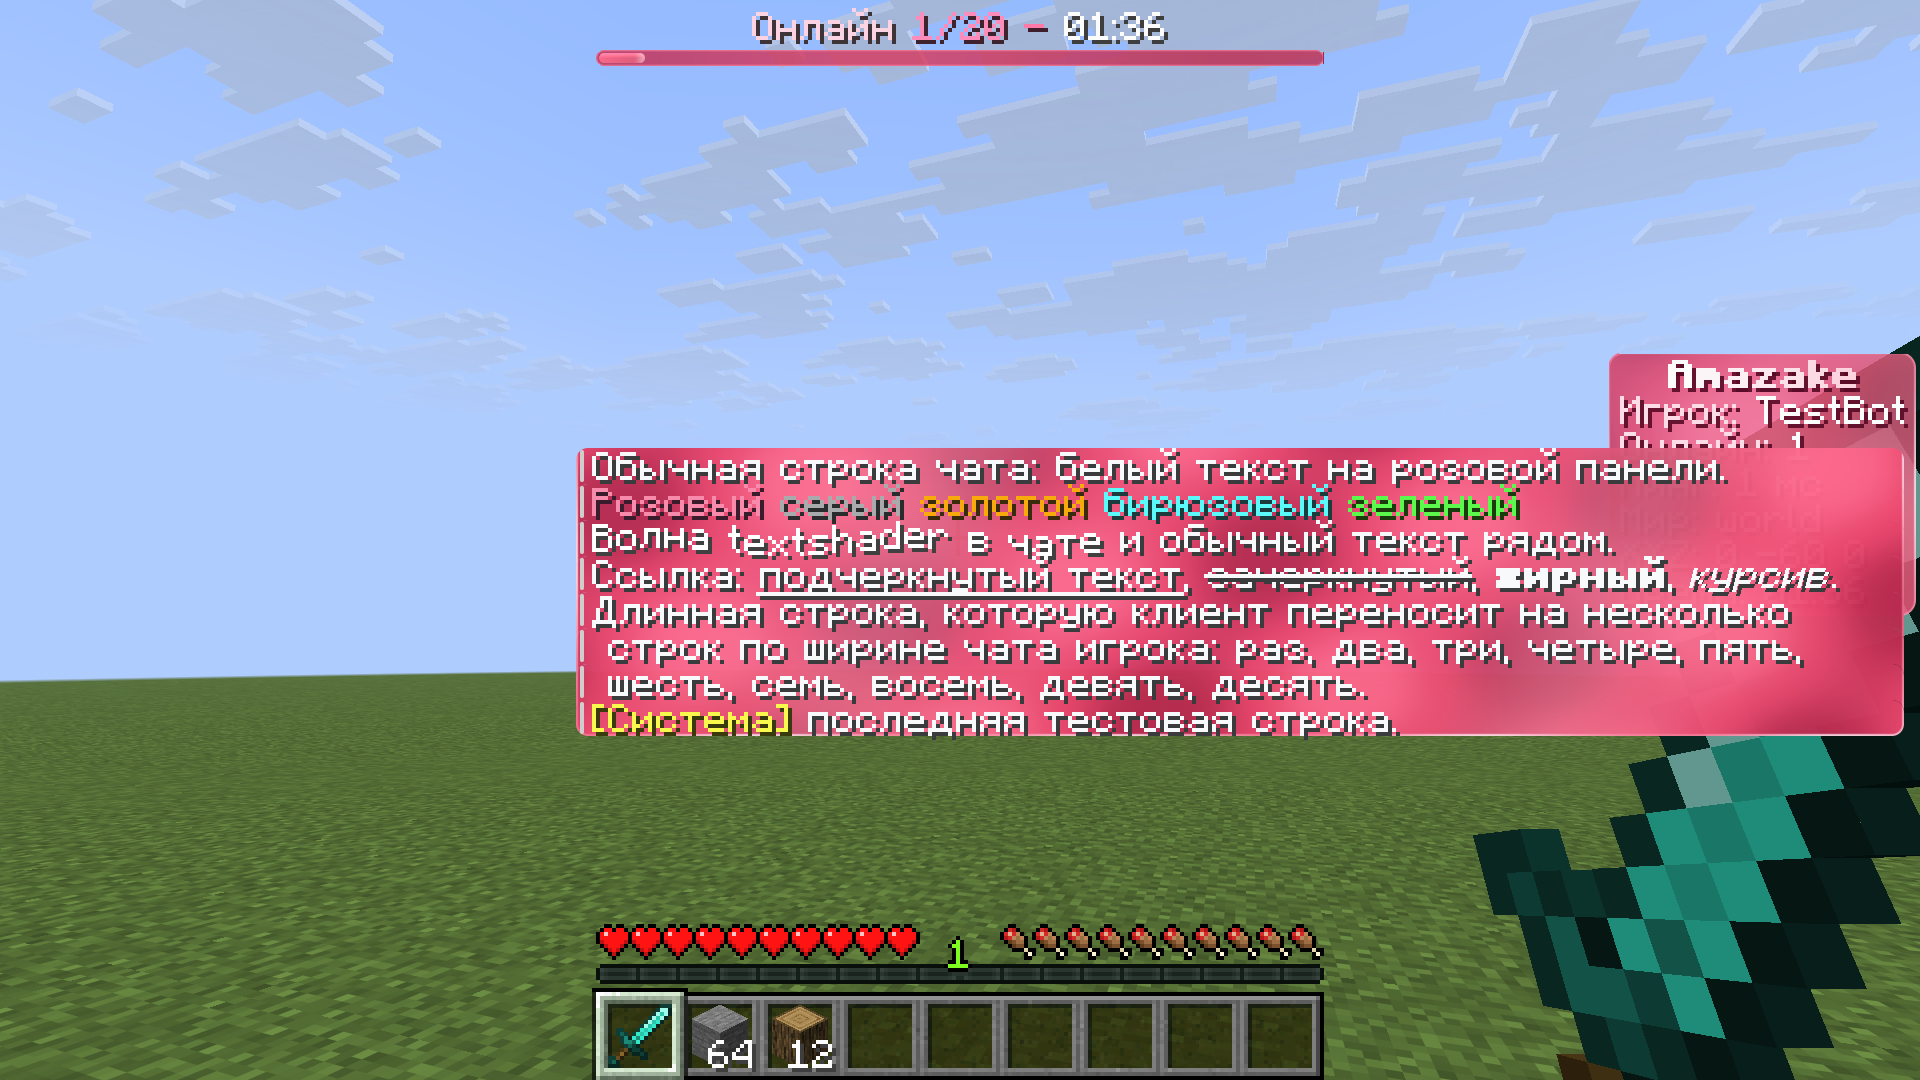 Онлайн 1/20 - 01:36
Amazake
Игрок: TestBot
Онлайн: 1
Обычная строка чата: белый текст на розовой панели.
Розовый серый золотой бирюзовый зеленый
Волна textshader в чате и обычный текст рядом.
Ссылка: подчеркнутый текст, зачеркнутый, жирный, курсив.
Длинная строка, которую клиент переносит на несколько
строк по ширине чата игрока: раз, два, три, четыре, пять,
шесть, семь, восемь, девять, десять.
[Система] последняя тестовая строка.
1
64 12